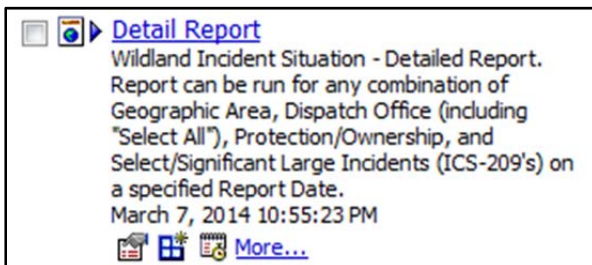 Detail Report
Wildland Incident Situation - Detailed Report.
Report can be run for any combination of
Geographic Area, Dispatch Office (including
"Select All"), Protection/Ownership, and
Select/Significant Large Incidents (ICS-209's) on
a specified Report Date.
March 7, 2014 10:55:23 PM
More...